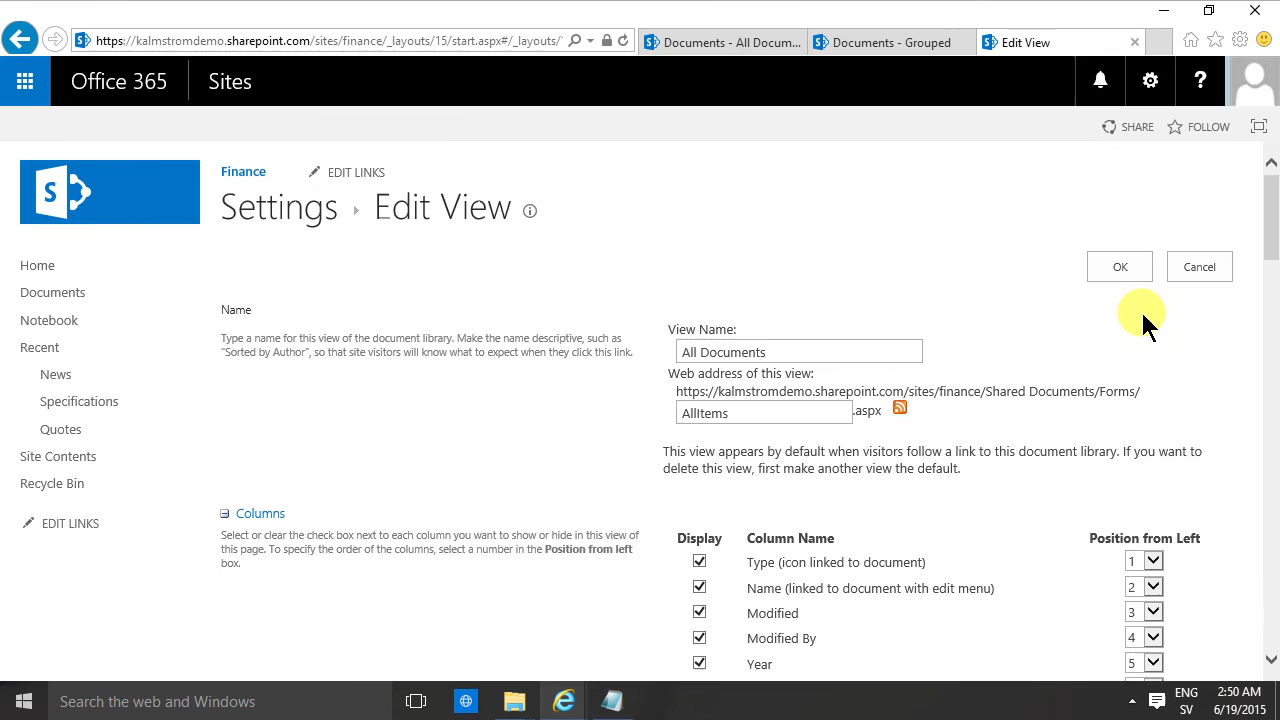 https://kalmstromdemo.sharepoint.com/sites/finance/_layouts/15/start.aspx#/_layouts/
Documents - All Docum...
Documents - Grouped
Edit View
Office 365
Sites
?
SHARE
FOLLOW
S
Finance
EDIT LINKS
Settings
Edit View
Home
Documents
Notebook
Recent
News
Specifications
Quotes
Site Contents
Recycle Bin
EDIT LINKS
OK
Cancel
Name
Type a name for this view of the document library. Make the name descriptive, such as
"Sorted by Author", so that site visitors will know what to expect when they click this link.
View Name:
All Documents
Web address of this view:
https://kalmstromdemo.sharepoint.com/sites/finance/Shared Documents/Forms/
AllItems .aspx
This view appears by default when visitors follow a link to this document library. If you want to
delete this view, first make another view the default.
Columns
Select or clear the check box next to each column you want to show or hide in this view of
this page. To specify the order of the columns, select a number in the Position from left
box.
Display Column Name Position from Left
Type (icon linked to document) 1
Name (linked to document with edit menu) 2
Modified 3
Modified By 4
Year 5
Search the web and Windows
ENG
SV
2:50 AM
6/19/2015